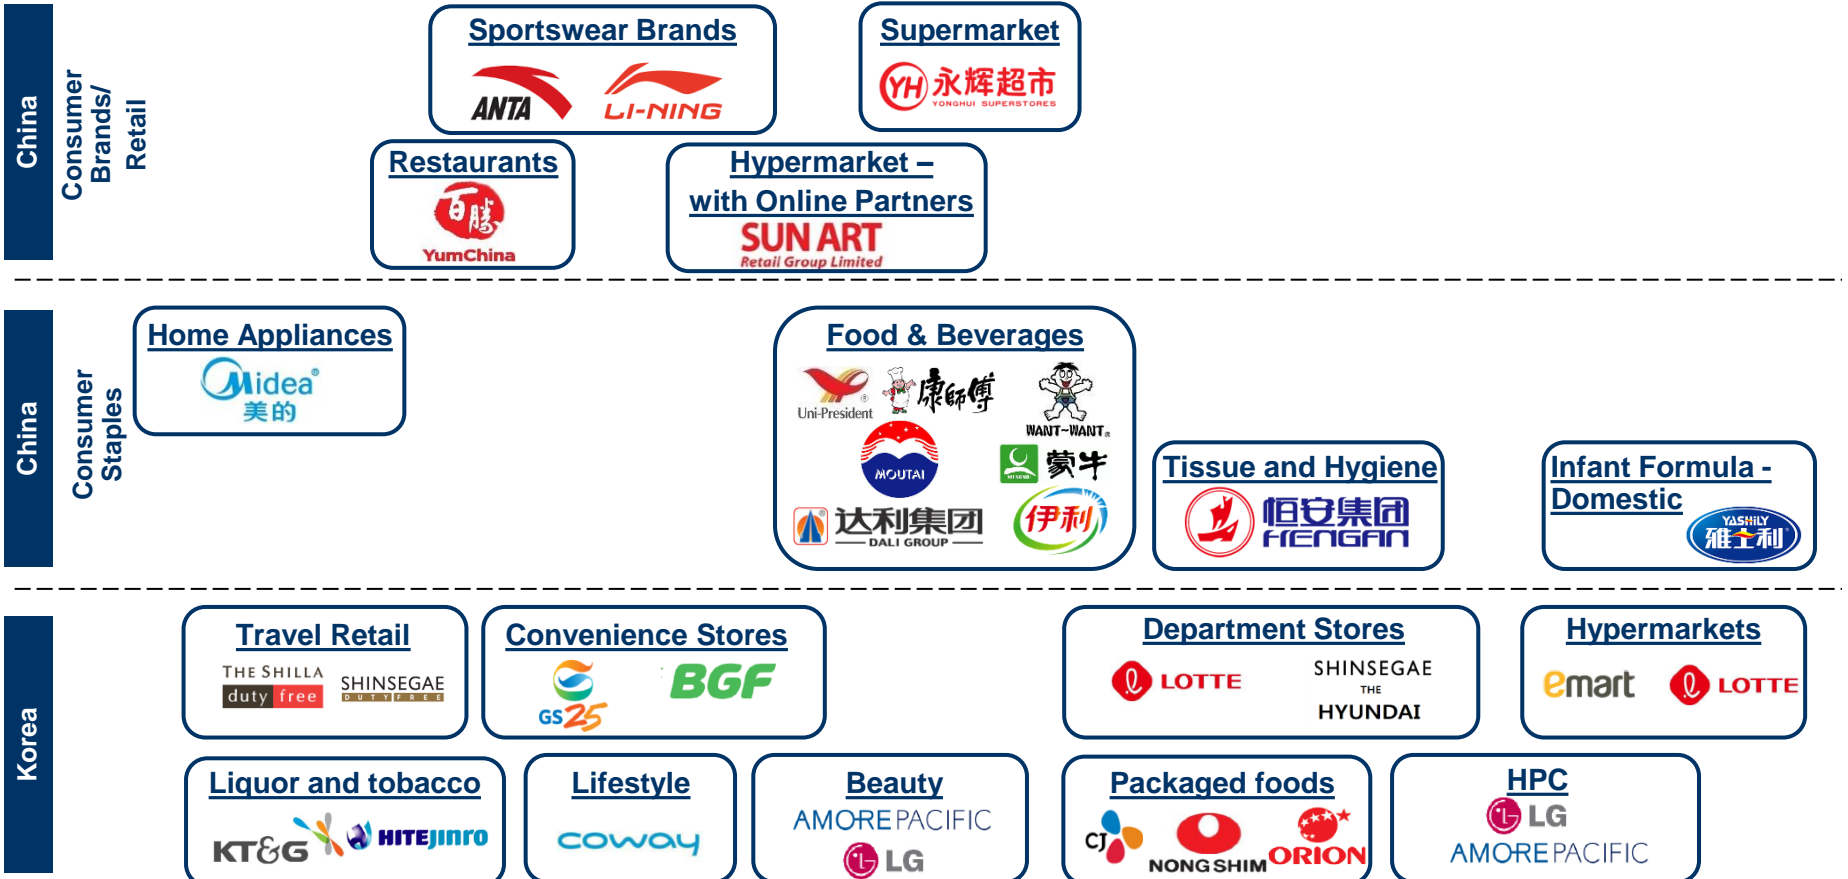 China
Consumer
Brands/
Retail
Sportswear Brands
ANTA
LI-NING
Supermarket
YH 永辉超市
YONGHUI SUPERSTORES
Restaurants
百勝
YumChina
Hypermarket –
with Online Partners
SUN ART
Retail Group Limited
China
Consumer
Staples
Home Appliances
Midea®
美的
Food & Beverages
Uni-President ®
康師傅
WANT~WANT®
MOUTAI
MENGNIU
蒙牛
达利集团
DALI GROUP
伊利
Tissue and Hygiene
恒安集团
HENGAN
Infant Formula -
Domestic
YASHILY
雅士利
Korea
Travel Retail
THE SHILLA
duty free
SHINSEGAE
DUTY FREE
Convenience Stores
GS25
BGF
Department Stores
LOTTE
SHINSEGAE
THE
HYUNDAI
Hypermarkets
emart
LOTTE
Liquor and tobacco
KT&G
HITEJINRO
Lifestyle
coway
Beauty
AMOREPACIFIC
LG
Packaged foods
CJ
NONGSHIM
ORION
HPC
LG
AMOREPACIFIC